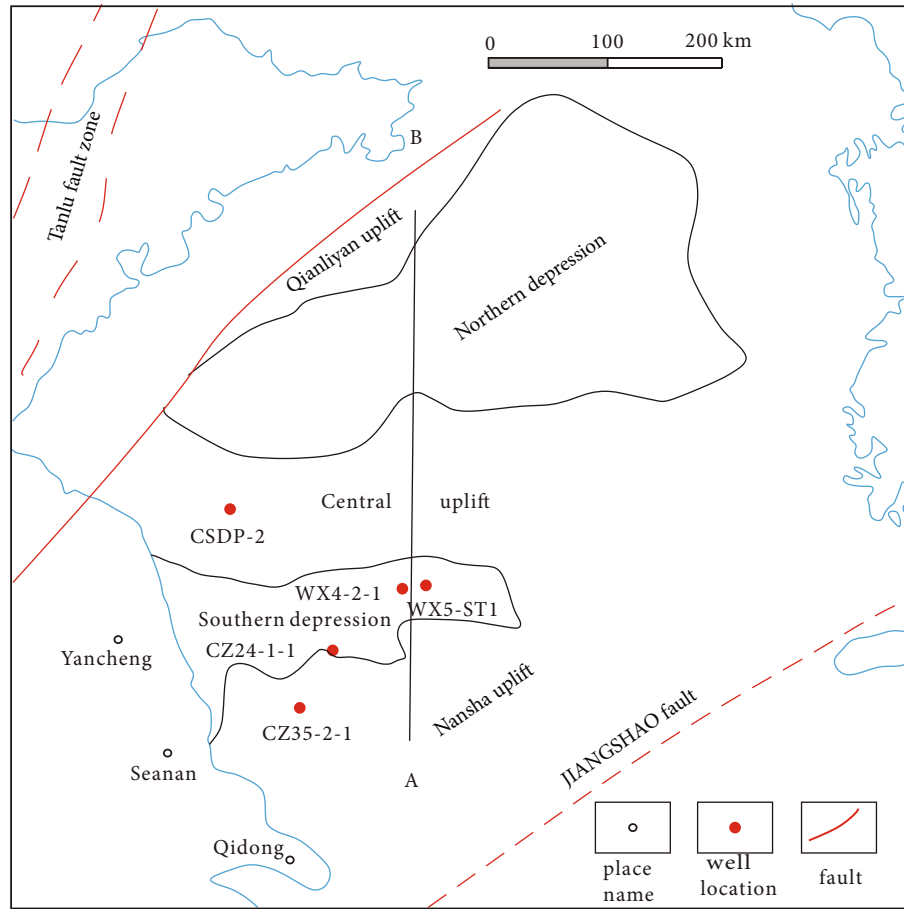 0 100 200 km
B
Tanlu fault zone
Qianliyan uplift
Northern depression
Central uplift
CSDP-2
WX4-2-1
WX5-ST1
Southern depression
CZ24-1-1
Yancheng
Nansha uplift
CZ35-2-1
JIANGSHAO fault
Seanan
A
Qidong
place
name
well
location
fault